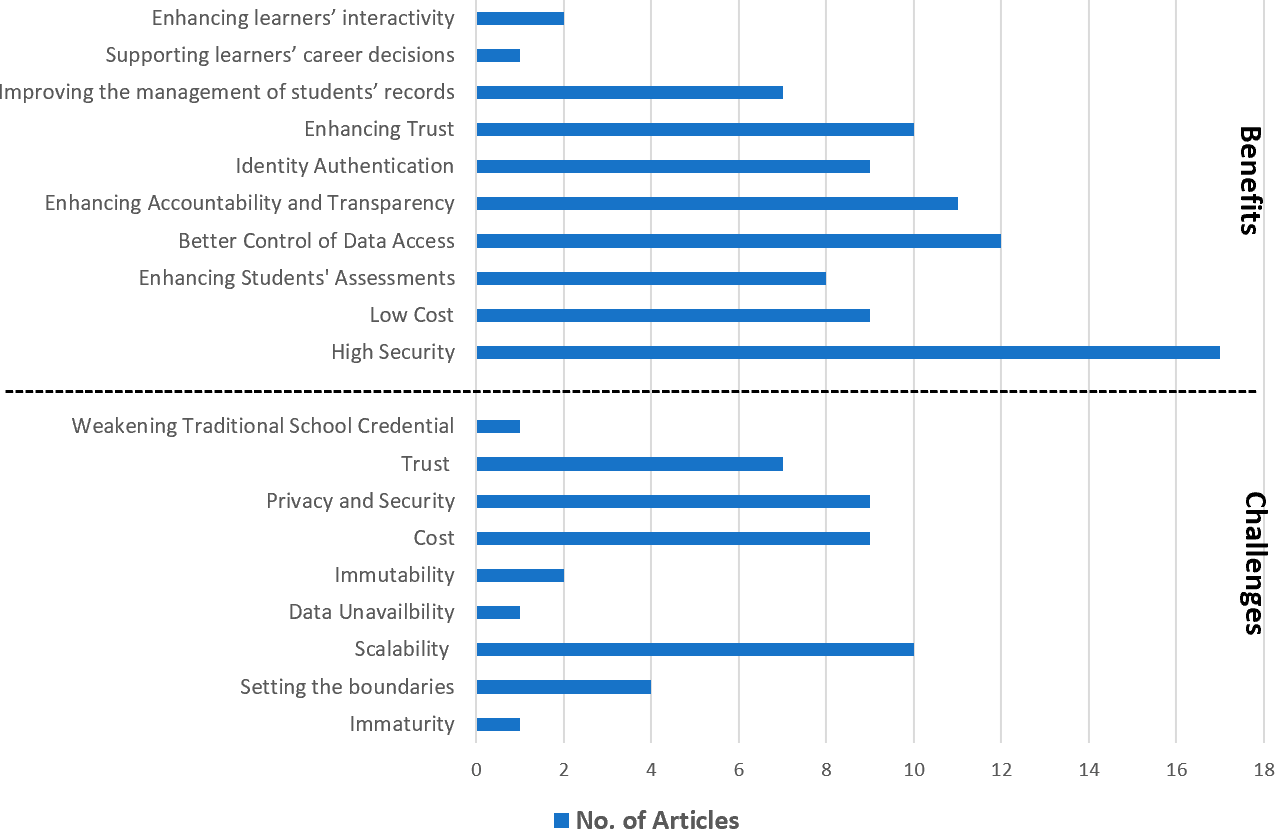 Enhancing learners’ interactivity
Supporting learners’ career decisions
Improving the management of students’ records
Enhancing Trust
Identity Authentication
Enhancing Accountability and Transparency
Better Control of Data Access
Enhancing Students' Assessments
Low Cost
High Security
Benefits
Weakening Traditional School Credential
Trust
Privacy and Security
Cost
Immutability
Data Unavailbility
Scalability
Setting the boundaries
Immaturity
Challenges
0 2 4 6 8 10 12 14 16 18
No. of Articles